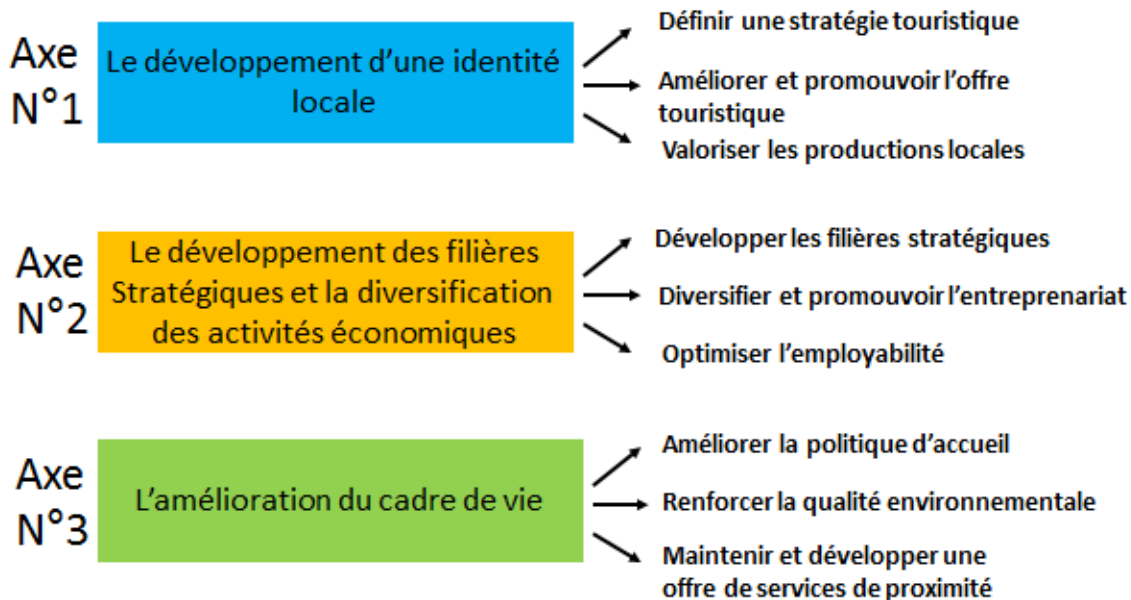 Axe
N°1
Le développement d'une identité
locale
Définir une stratégie touristique
Améliorer et promouvoir l'offre
touristique
Valoriser les productions locales
Axe
N°2
Le développement des filières
Stratégiques et la diversification
des activités économiques
Développer les filières stratégiques
Diversifier et promouvoir l'entreprenariat
Optimiser l'employabilité
Axe
N°3
L'amélioration du cadre de vie
Améliorer la politique d'accueil
Renforcer la qualité environnementale
Maintenir et développer une
offre de services de proximité